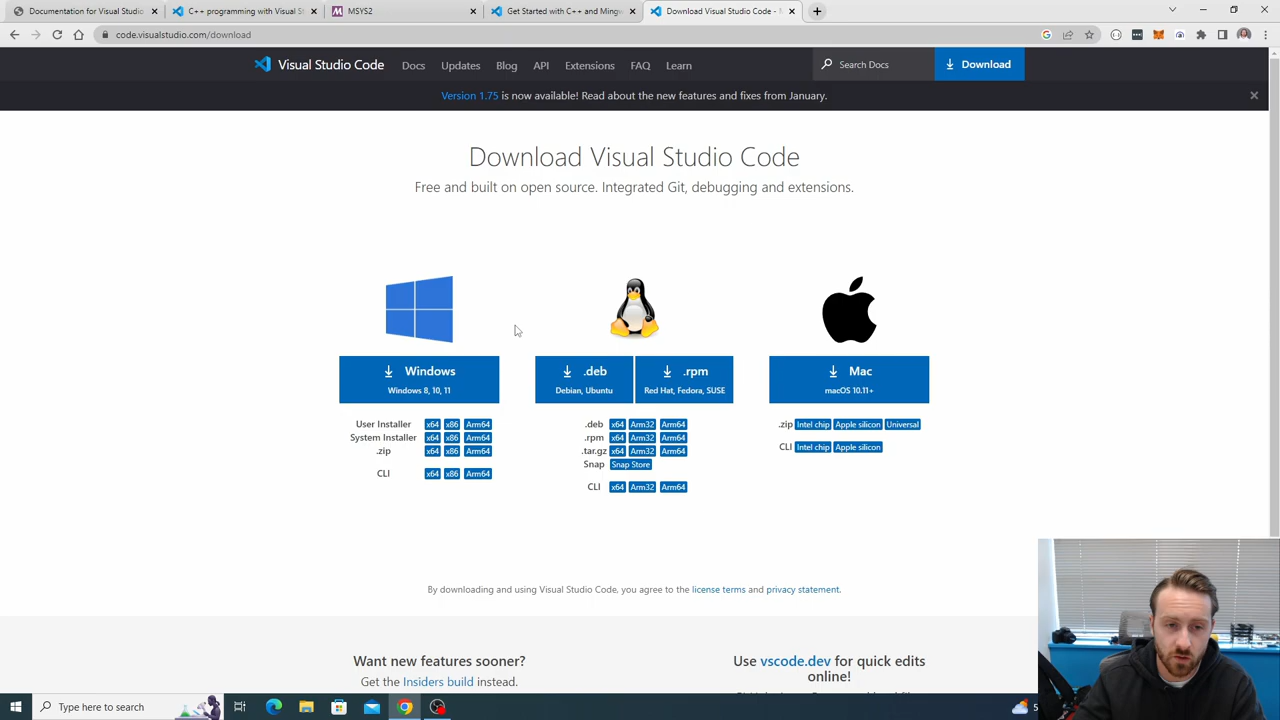 Documentation for Visual Studio
C++ programming with Visual St
MSYS2
Get Started with C++ and Mingw
Download Visual Studio Code - M
code.visualstudio.com/download
Visual Studio Code
Docs
Updates
Blog
API
Extensions
FAQ
Learn
Search Docs
Download
Version 1.75 is now available! Read about the new features and fixes from January.
Download Visual Studio Code
Free and built on open source. Integrated Git, debugging and extensions.
Windows
Windows 8, 10, 11
User Installer x64 x86 Arm64
System Installer x64 x86 Arm64
.zip x64 x86 Arm64
CLI x64 x86 Arm64
.deb
Debian, Ubuntu
.rpm
Red Hat, Fedora, SUSE
.deb x64 Arm32 Arm64
.rpm x64 Arm32 Arm64
.tar.gz x64 Arm32 Arm64
Snap Snap Store
CLI x64 Arm32 Arm64
Mac
macOS 10.11+
.zip Intel chip Apple silicon Universal
CLI Intel chip Apple silicon
By downloading and using Visual Studio Code, you agree to the license terms and privacy statement.
Want new features sooner?
Get the Insiders build instead.
Use vscode.dev for quick edits
online!
Type here to search